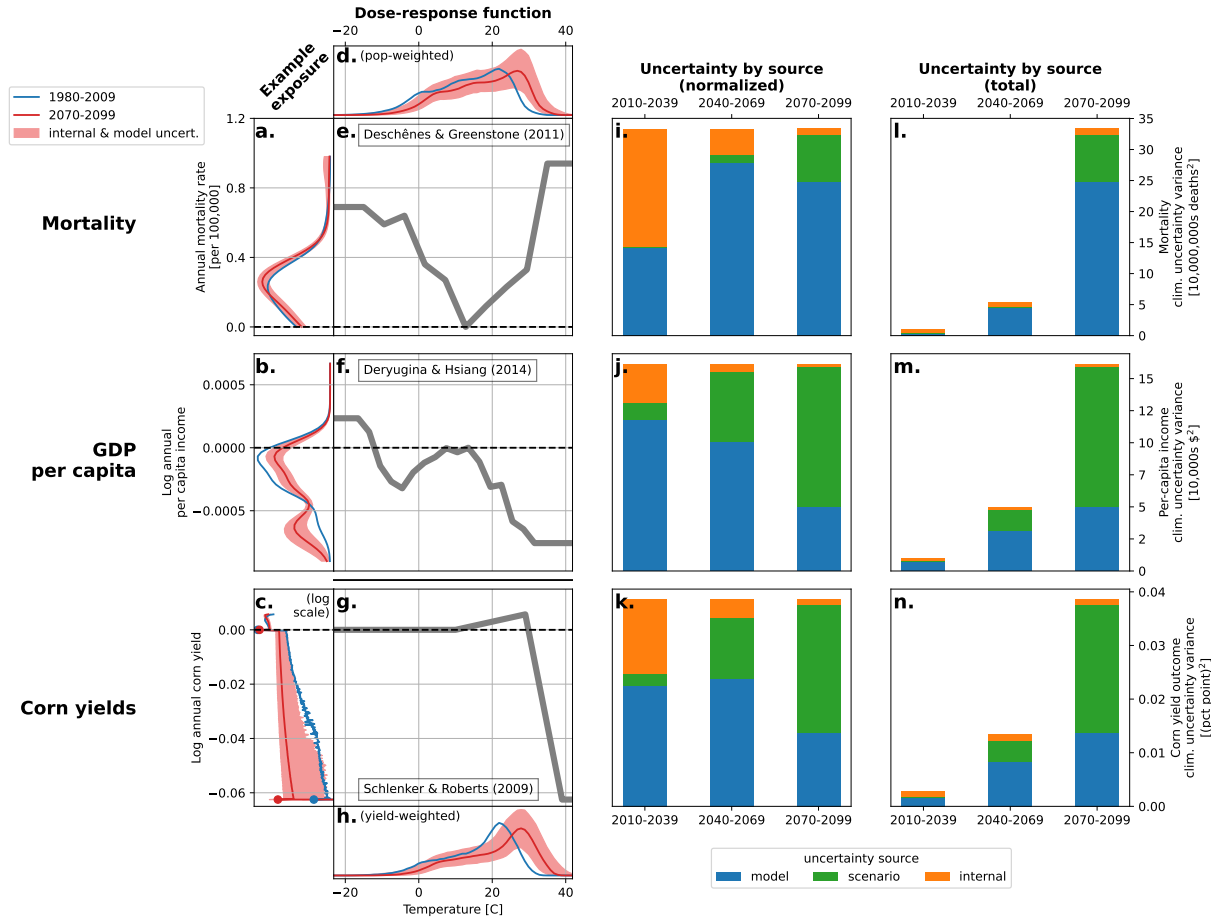 Dose-response function
−20 0 20 40
Example
exposure
d. (pop-weighted)
1980-2009
2070-2099
internal & model uncert.
Uncertainty by source
(normalized)
2010-2039 2040-2069 2070-2099
Uncertainty by source
(total)
2010-2039 2040-2069 2070-2099
Mortality
Annual mortality rate
[per 100,000]
1.2
0.8
0.4
0.0
a.
e. Deschênes & Greenstone (2011)
i.
l.
35
30
25
20
15
10
5
0
Mortality
clim. uncertainty variance
[10,000,000s deaths²]
GDP
per capita
Log annual
per capita income
0.0005
0.0000
−0.0005
b.
f. Deryugina & Hsiang (2014)
j.
m.
15
12
10
7
5
2
0
Per-capita income
clim. uncertainty variance
[10,000s $²]
Corn yields
Log annual corn yield
0.00
−0.02
−0.04
−0.06
c. (log
scale)
g.
Schlenker & Roberts (2009)
k.
n.
0.04
0.03
0.02
0.01
0.00
Corn yield outcome
clim. uncertainty variance
[(pct point)²]
h. (yield-weighted)
−20 0 20 40
Temperature [C]
2010-2039 2040-2069 2070-2099
2010-2039 2040-2069 2070-2099
uncertainty source
model scenario internal